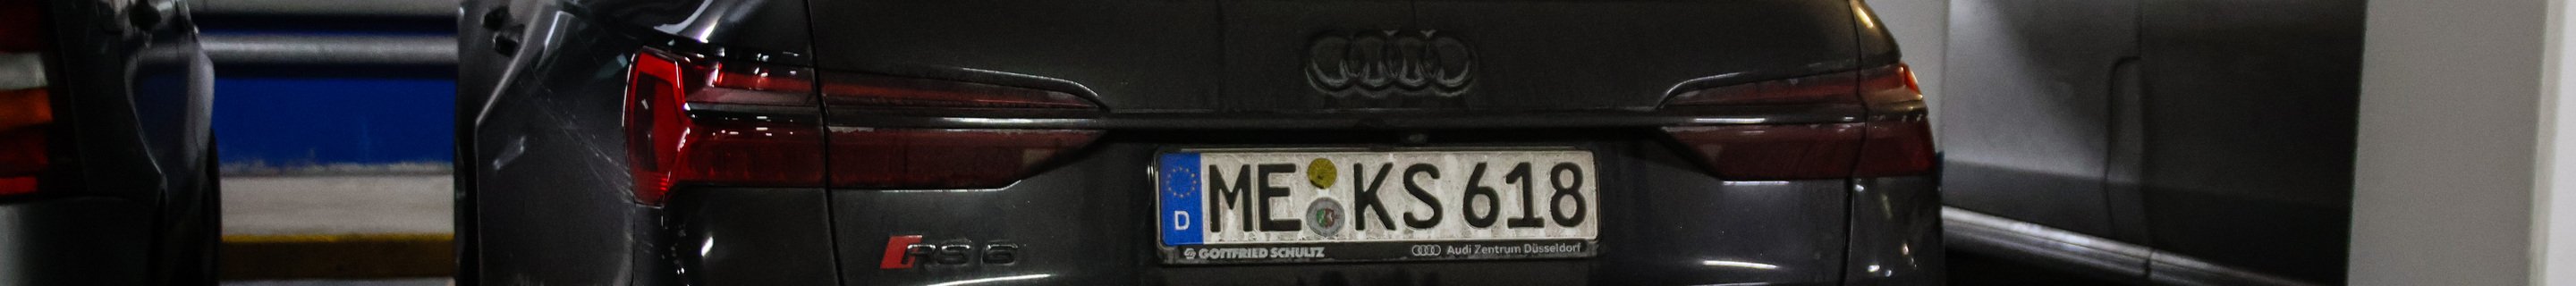 ME KS 618
D
RS 6
GOTTFRIED SCHULTZ Audi Zentrum Düsseldorf